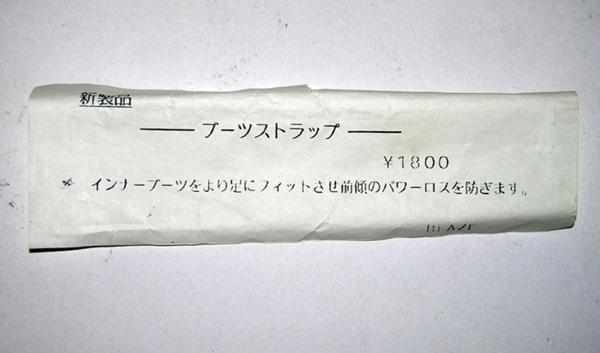 新製品
ブーツストラップ
¥1800
* インナーブーツをより足にフィットさせ前傾のパワーロスを防ぎます。